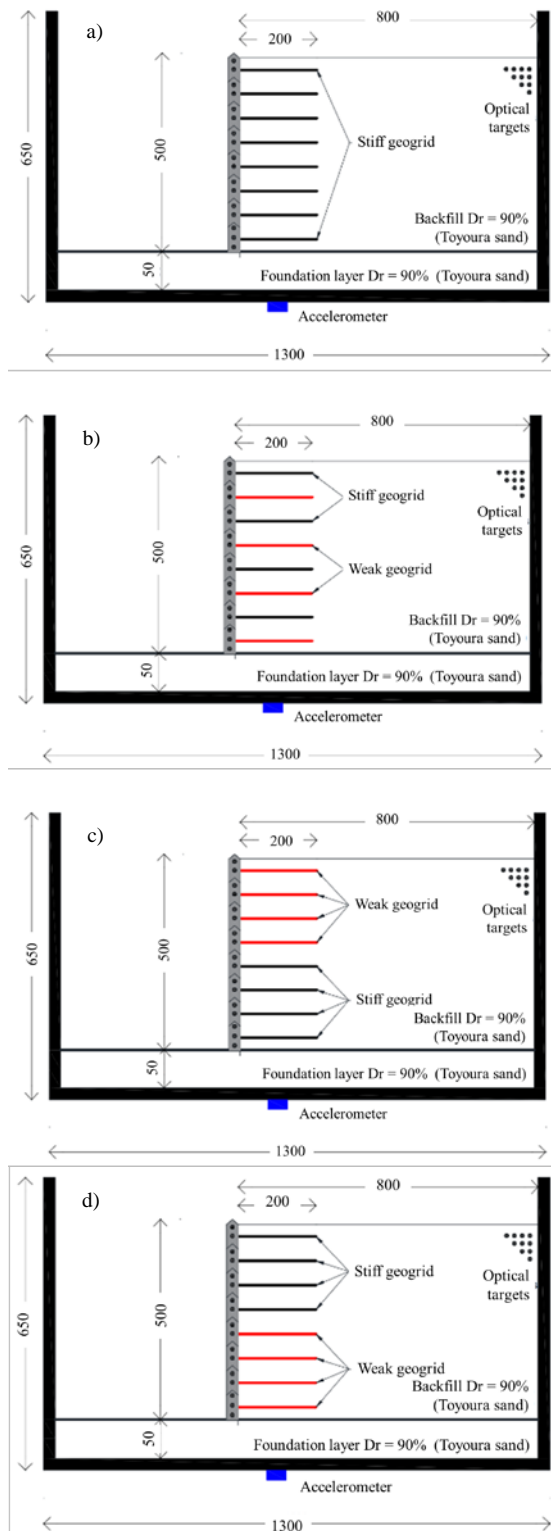 a)
800
200
650
500
50
Stiff geogrid
Optical
targets
Backfill Dr = 90%
(Toyoura sand)
Foundation layer Dr = 90% (Toyoura sand)
Accelerometer
1300
b)
800
200
650
500
50
Stiff geogrid
Optical
targets
Weak geogrid
Backfill Dr = 90%
(Toyoura sand)
Foundation layer Dr = 90% (Toyoura sand)
Accelerometer
1300
c)
800
200
650
500
50
Weak geogrid
Optical
targets
Stiff geogrid
Backfill Dr = 90%
(Toyoura sand)
Foundation layer Dr = 90% (Toyoura sand)
Accelerometer
1300
d)
800
200
650
500
50
Stiff geogrid
Optical
targets
Weak geogrid
Backfill Dr = 90%
(Toyoura sand)
Foundation layer Dr = 90% (Toyoura sand)
Accelerometer
1300